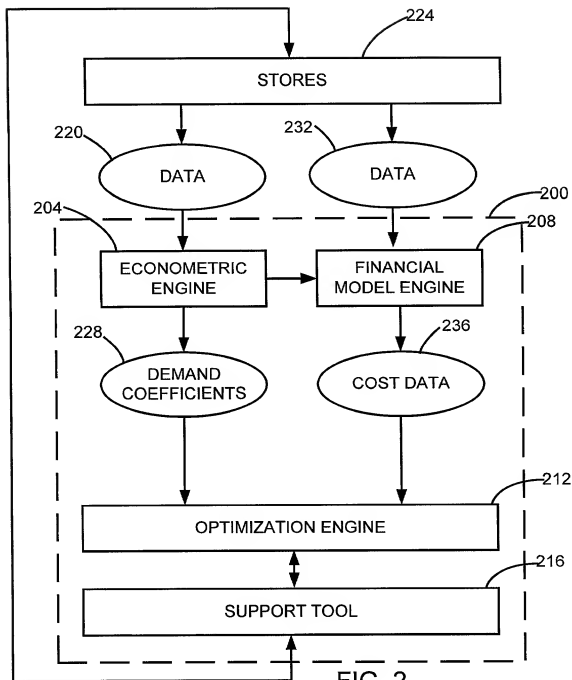 224
STORES
220
232
DATA
DATA
200
204
208
ECONOMETRIC
ENGINE
FINANCIAL
MODEL ENGINE
228
236
DEMAND
COEFFICIENTS
COST DATA
212
OPTIMIZATION ENGINE
216
SUPPORT TOOL
FIG. 2